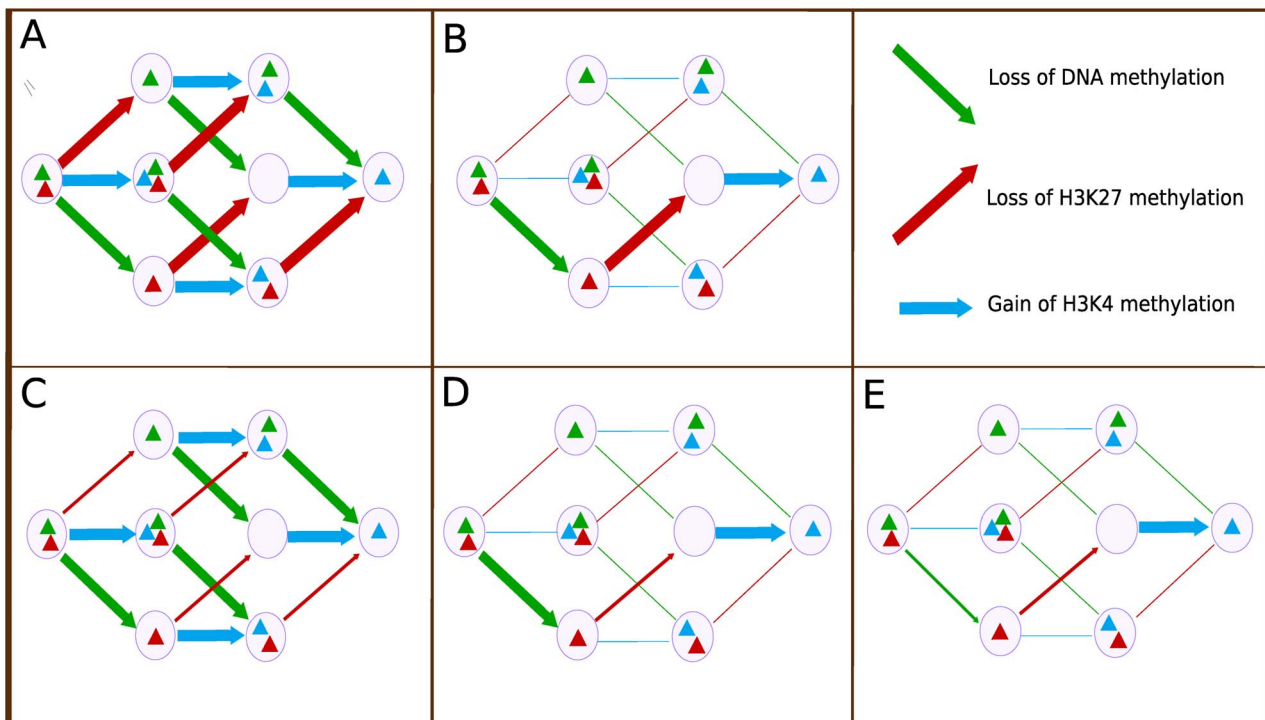 A
B
Loss of DNA methylation
Loss of H3K27 methylation
Gain of H3K4 methylation
C
D
E